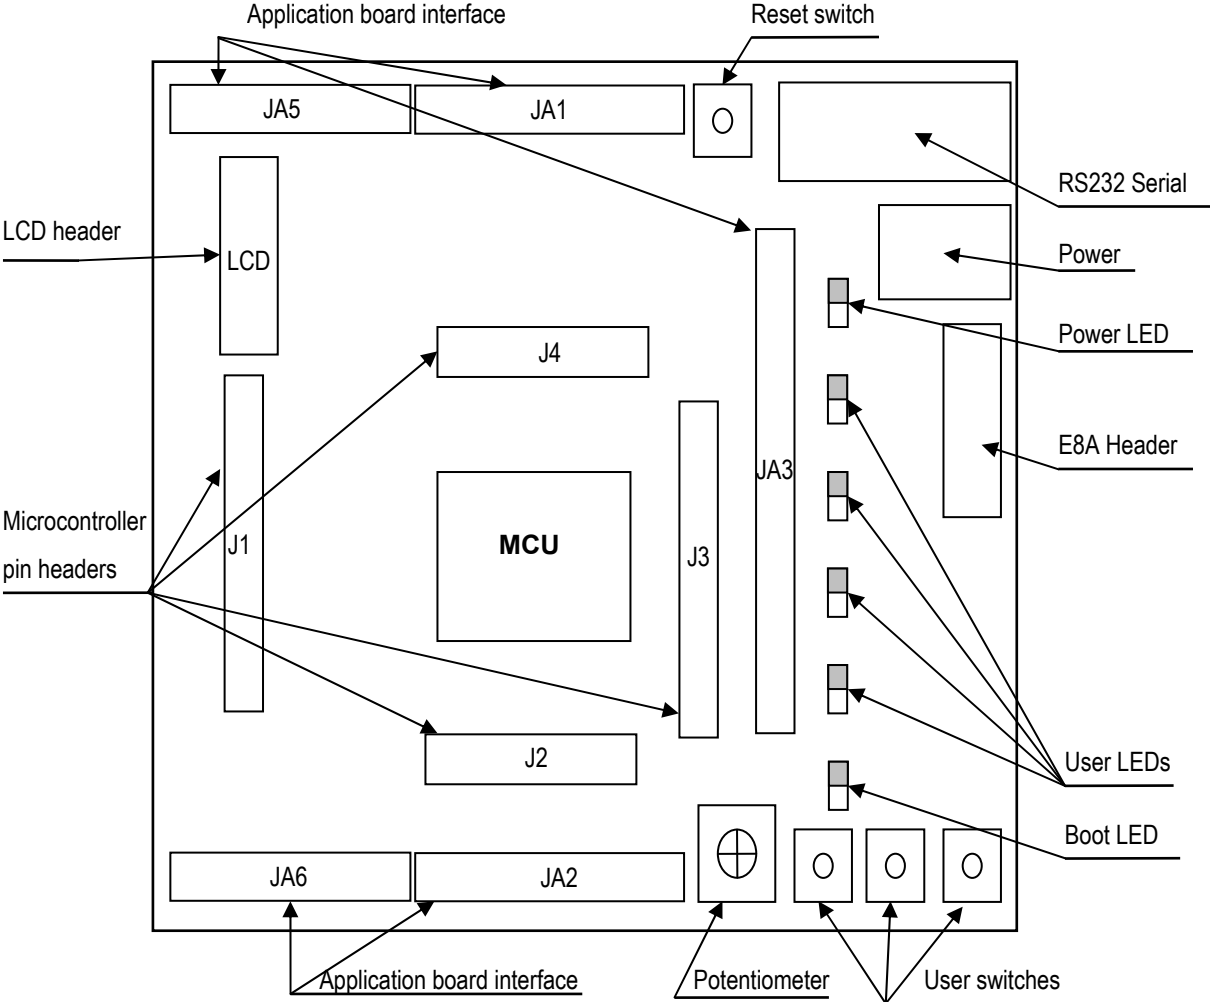 Application board interface
Reset switch
JA5
JA1
RS232 Serial
LCD header
LCD
Power
Power LED
J4
E8A Header
JA3
Microcontroller
pin headers
J1
MCU
J3
J2
User LEDs
Boot LED
JA6
JA2
Application board interface
Potentiometer
User switches